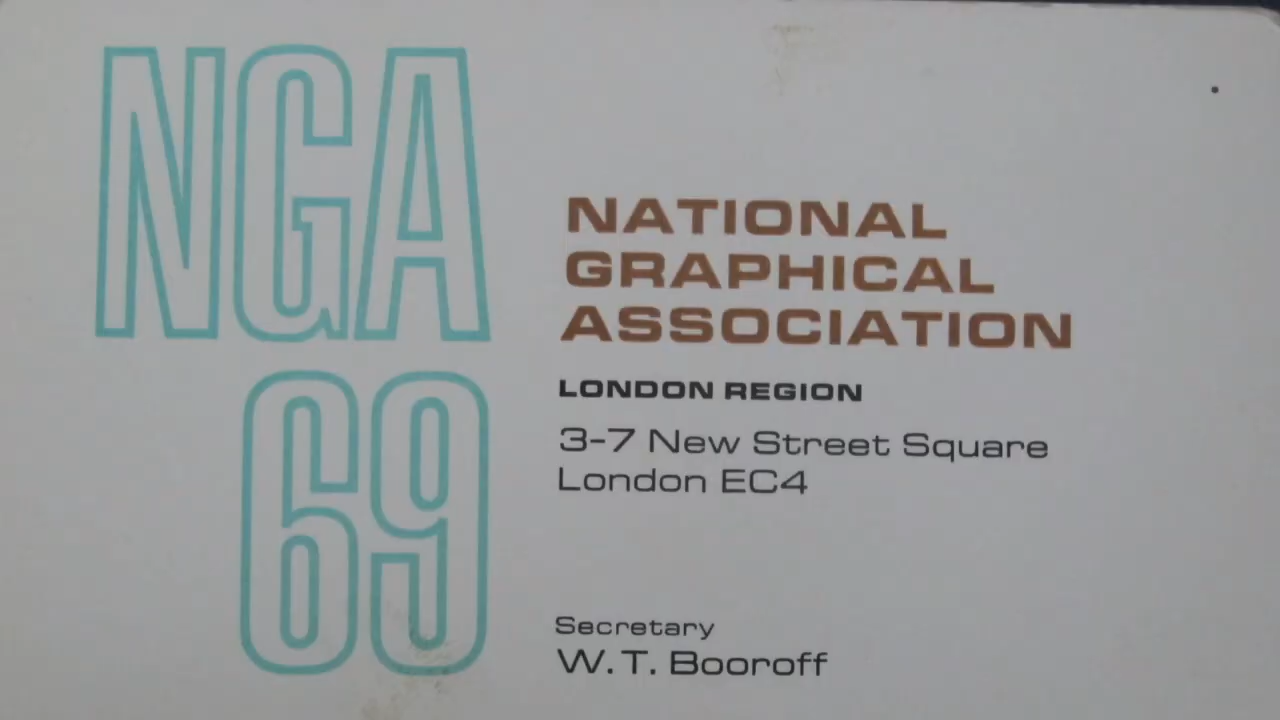 NGA
69
NATIONAL
GRAPHICAL
ASSOCIATION
LONDON REGION
3-7 New Street Square
London EC4
Secretary
W.T. Booroff